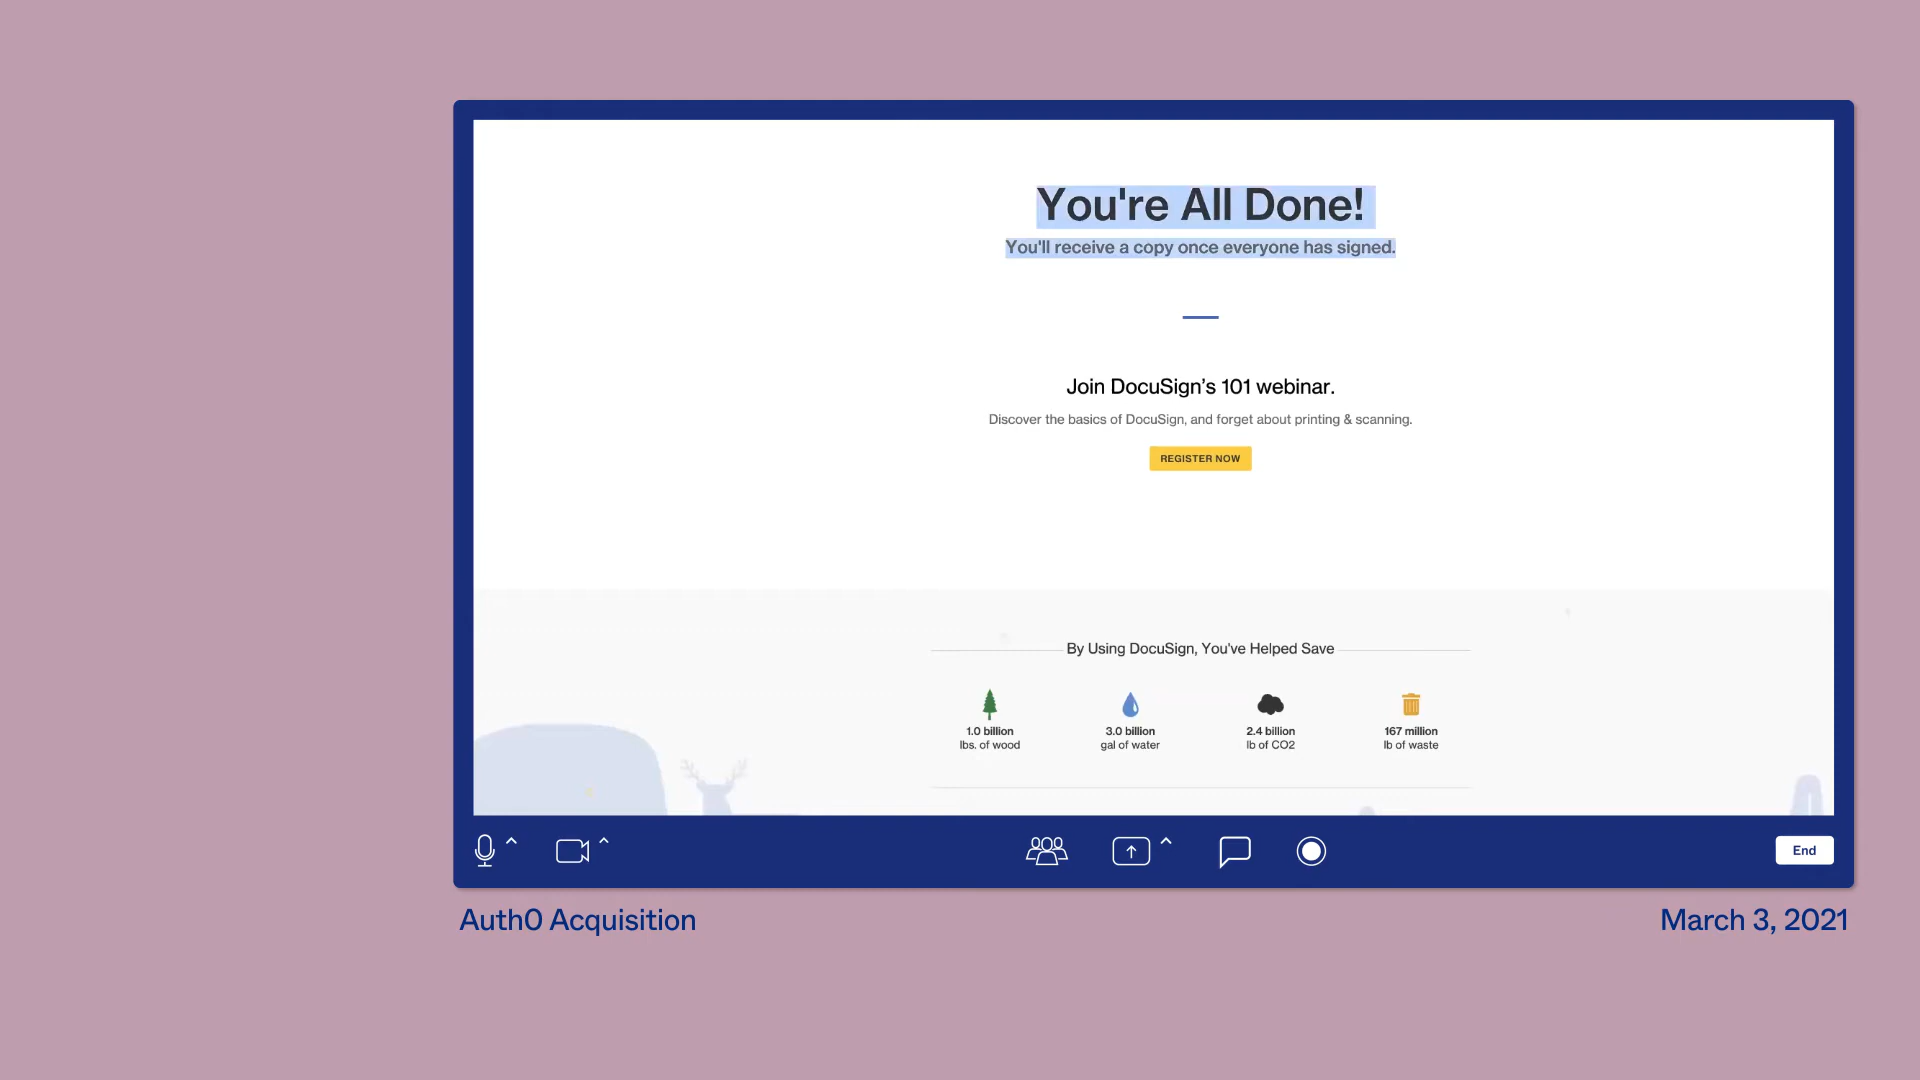 You're All Done!
You'll receive a copy once everyone has signed.
Join DocuSign’s 101 webinar.
Discover the basics of DocuSign, and forget about printing & scanning.
REGISTER NOW
By Using DocuSign, You've Helped Save
1.0 billion
lbs. of wood
3.0 billion
gal of water
2.4 billion
lb of CO2
167 million
lb of waste
End
Auth0 Acquisition
March 3, 2021